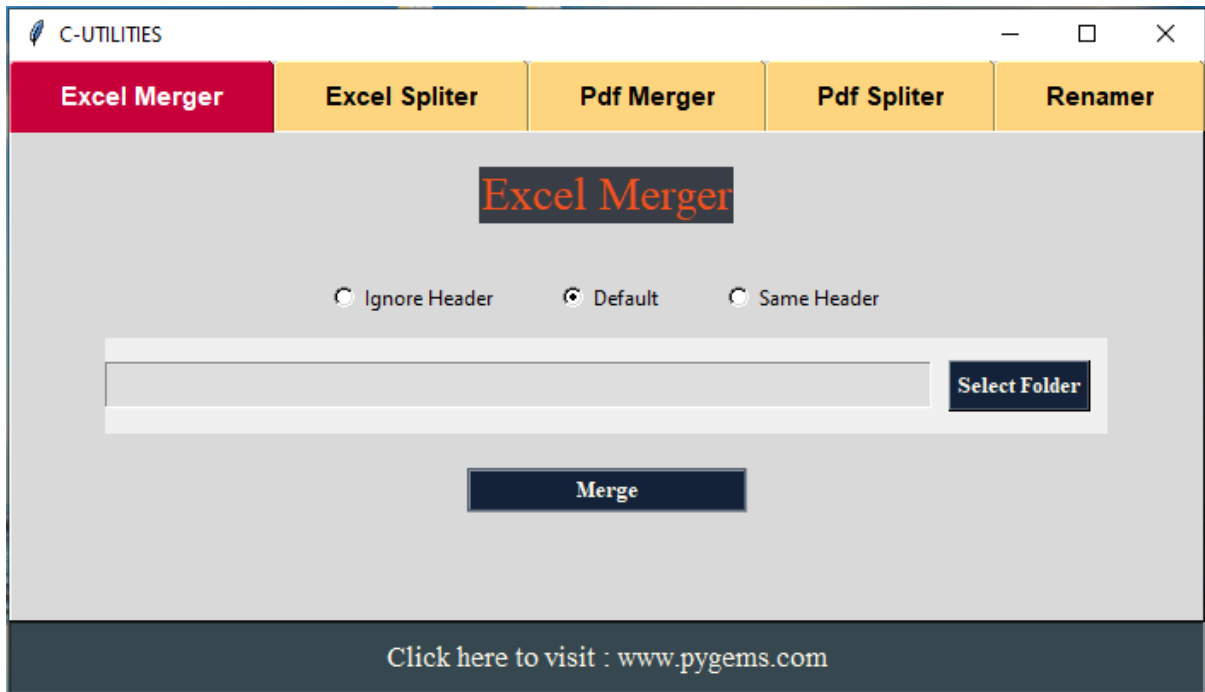 C-UTILITIES
Excel Merger Excel Spliter Pdf Merger Pdf Spliter Renamer
Excel Merger
Ignore Header Default Same Header
Select Folder
Merge
Click here to visit : www.pygems.com